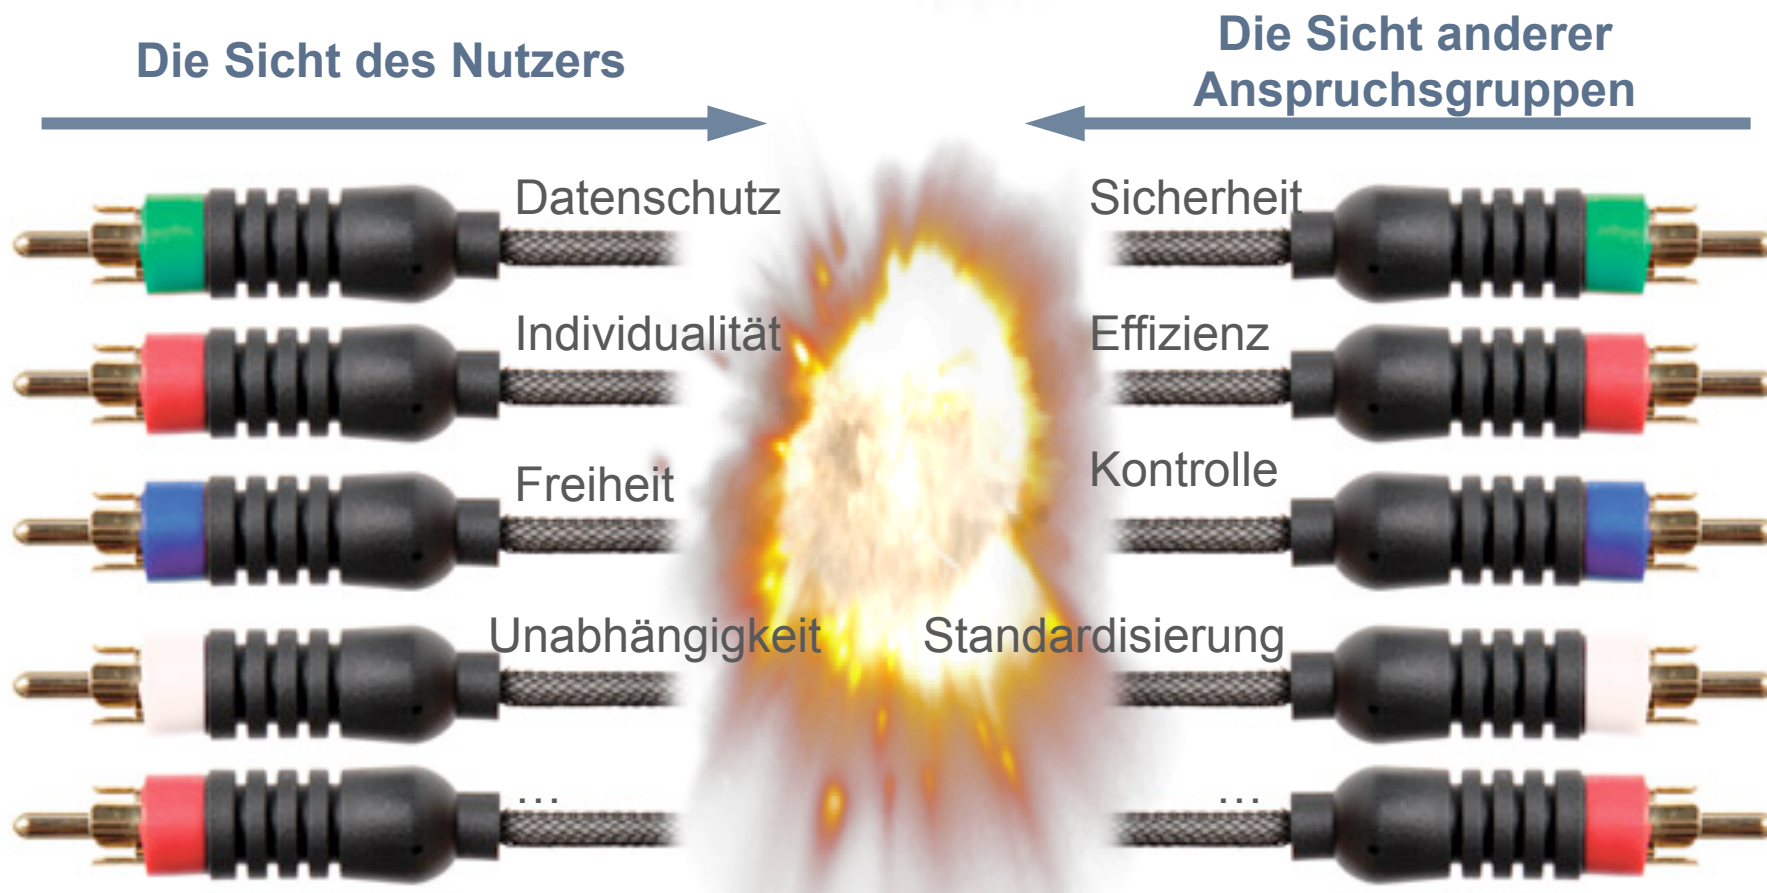 Die Sicht des Nutzers
Die Sicht anderer
Anspruchsgruppen
Datenschutz
Sicherheit
Individualität
Effizienz
Freiheit
Kontrolle
Unabhängigkeit
Standardisierung
...
...